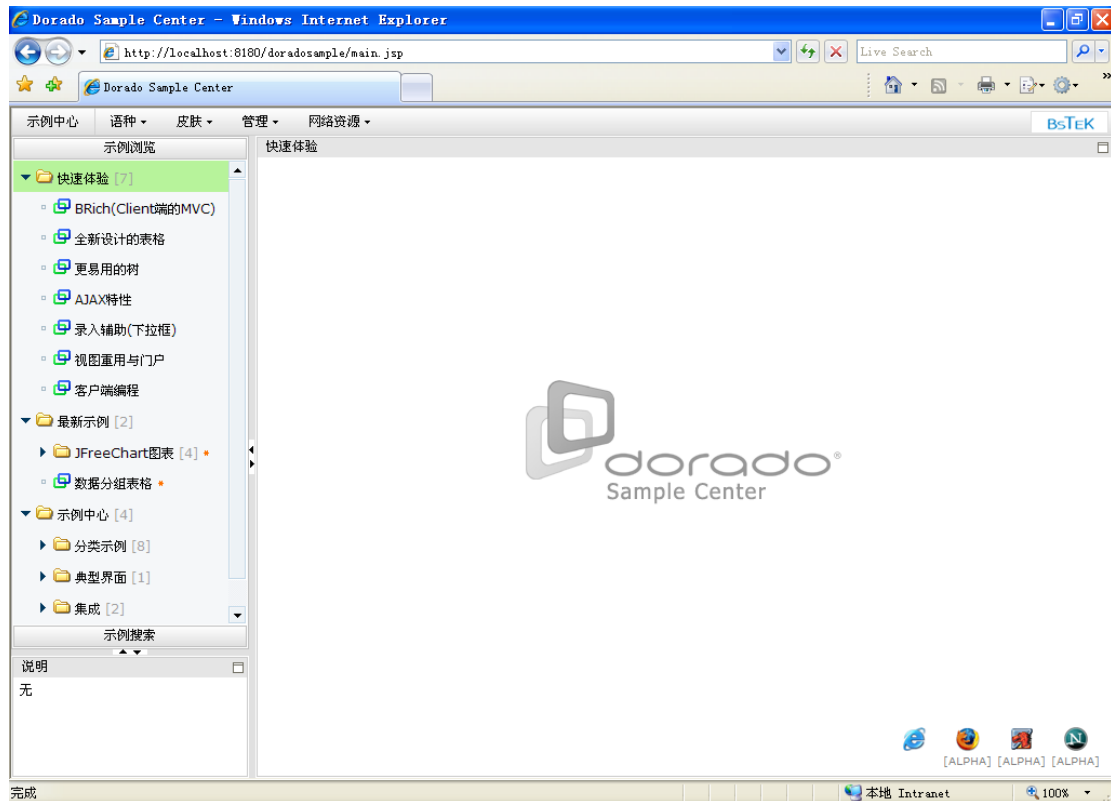 Dorado Sample Center - Windows Internet Explorer
http://localhost:8180/doradosample/main.jsp
Live Search
Dorado Sample Center
示例中心 语种 皮肤 管理 网络资源 BSTEK
示例浏览
快速体验
快速体验 [7]
BRich(Client端的MVC)
全新设计的表格
更易用的树
AJAX特性
录入辅助(下拉框)
视图重用与门户
客户端编程
最新示例 [2]
JFreeChart图表 [4]
数据分组表格
示例中心 [4]
分类示例 [8]
典型界面 [1]
集成 [2]
示例搜索
说明
无
dorado®
Sample Center
[ALPHA] [ALPHA] [ALPHA]
完成 本地 Intranet 100%